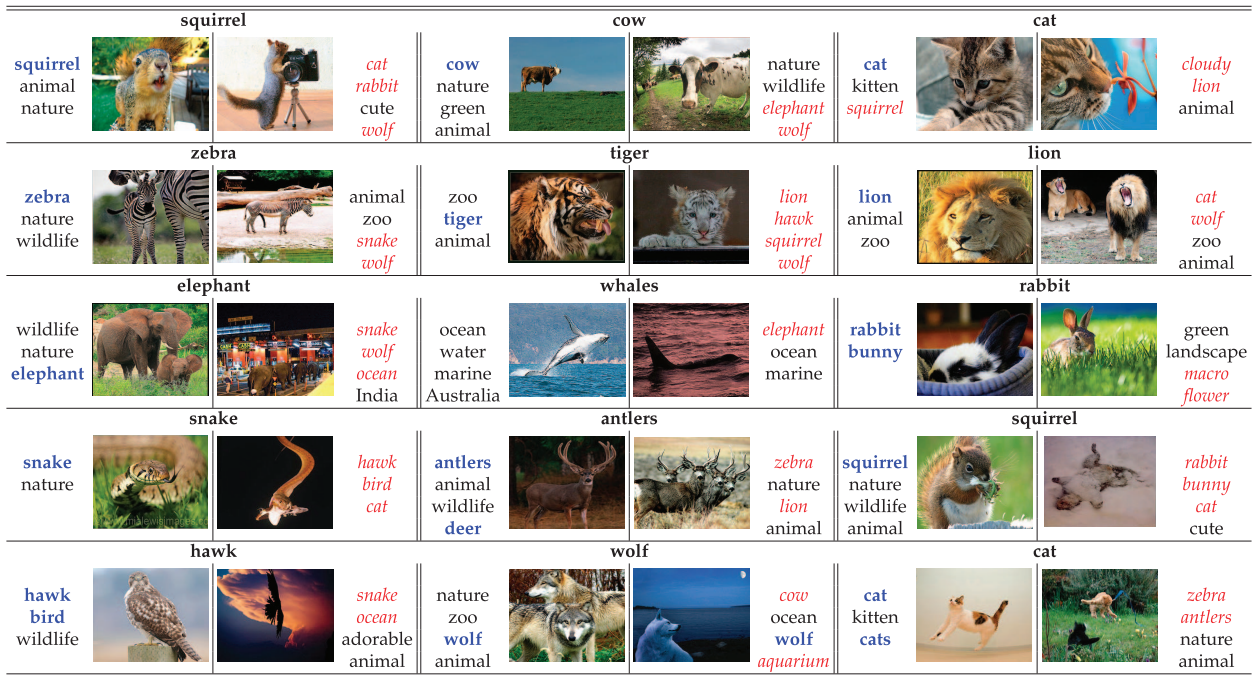 squirrel
cow
cat
squirrel
animal
nature
cat
rabbit
cute
wolf
cow
nature
green
animal
nature
wildlife
elephant
wolf
cat
kitten
squirrel
cloudy
lion
animal
zebra
tiger
lion
zebra
nature
wildlife
animal
zoo
snake
wolf
zoo
tiger
animal
lion
hawk
squirrel
wolf
lion
animal
zoo
cat
wolf
zoo
animal
elephant
whales
rabbit
wildlife
nature
elephant
snake
wolf
ocean
India
ocean
water
marine
Australia
elephant
ocean
marine
rabbit
bunny
green
landscape
macro
flower
snake
antlers
squirrel
snake
nature
hawk
bird
cat
antlers
animal
wildlife
deer
zebra
nature
lion
animal
squirrel
nature
wildlife
animal
rabbit
bunny
cat
cute
hawk
wolf
cat
hawk
bird
wildlife
snake
ocean
adorable
animal
nature
zoo
wolf
animal
cow
ocean
wolf
aquarium
cat
kitten
cats
zebra
antlers
nature
animal